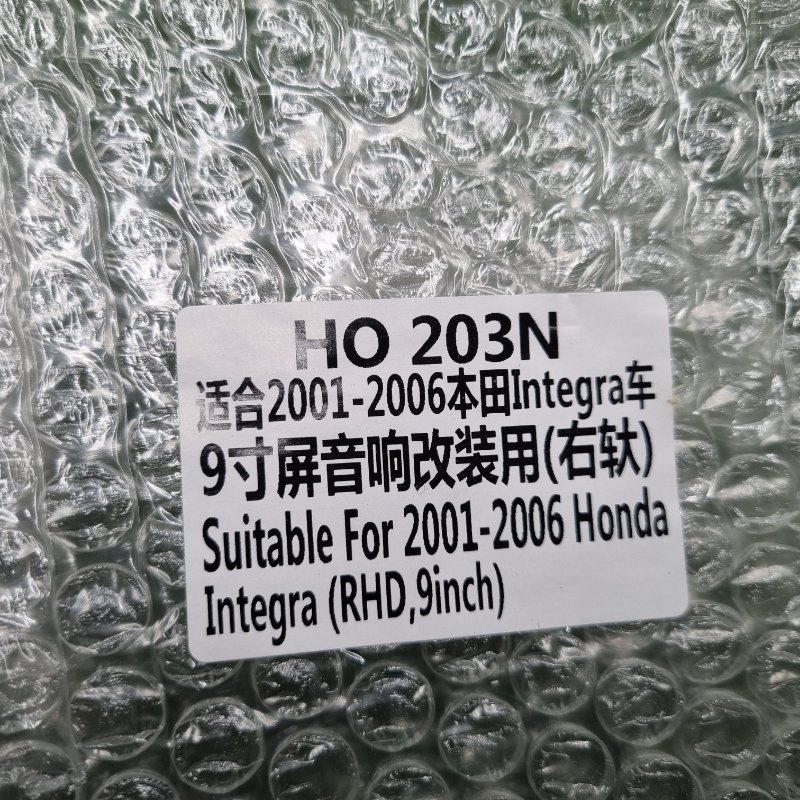 HO 203N
适合2001-2006本田Integra车
9寸屏音响改装用(右软)
Suitable For 2001-2006 Honda
Integra (RHD,9inch)